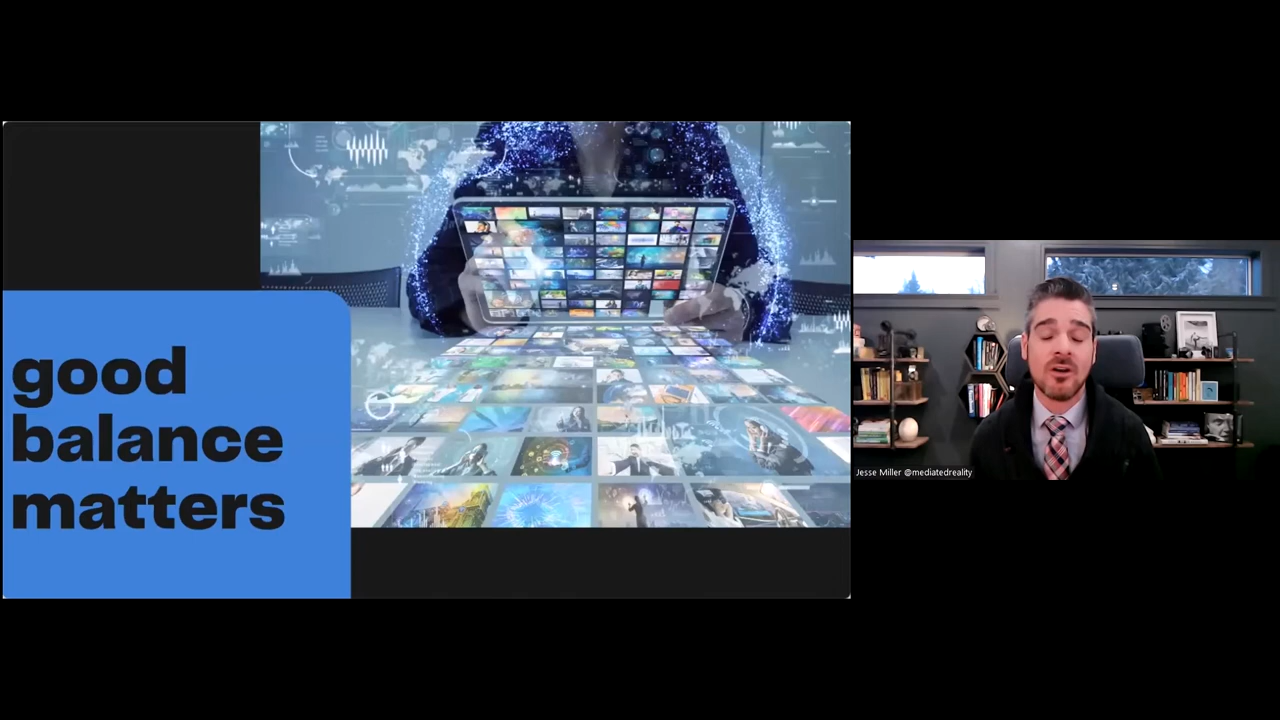 good
balance
matters
Jesse Miller @mediatedreality